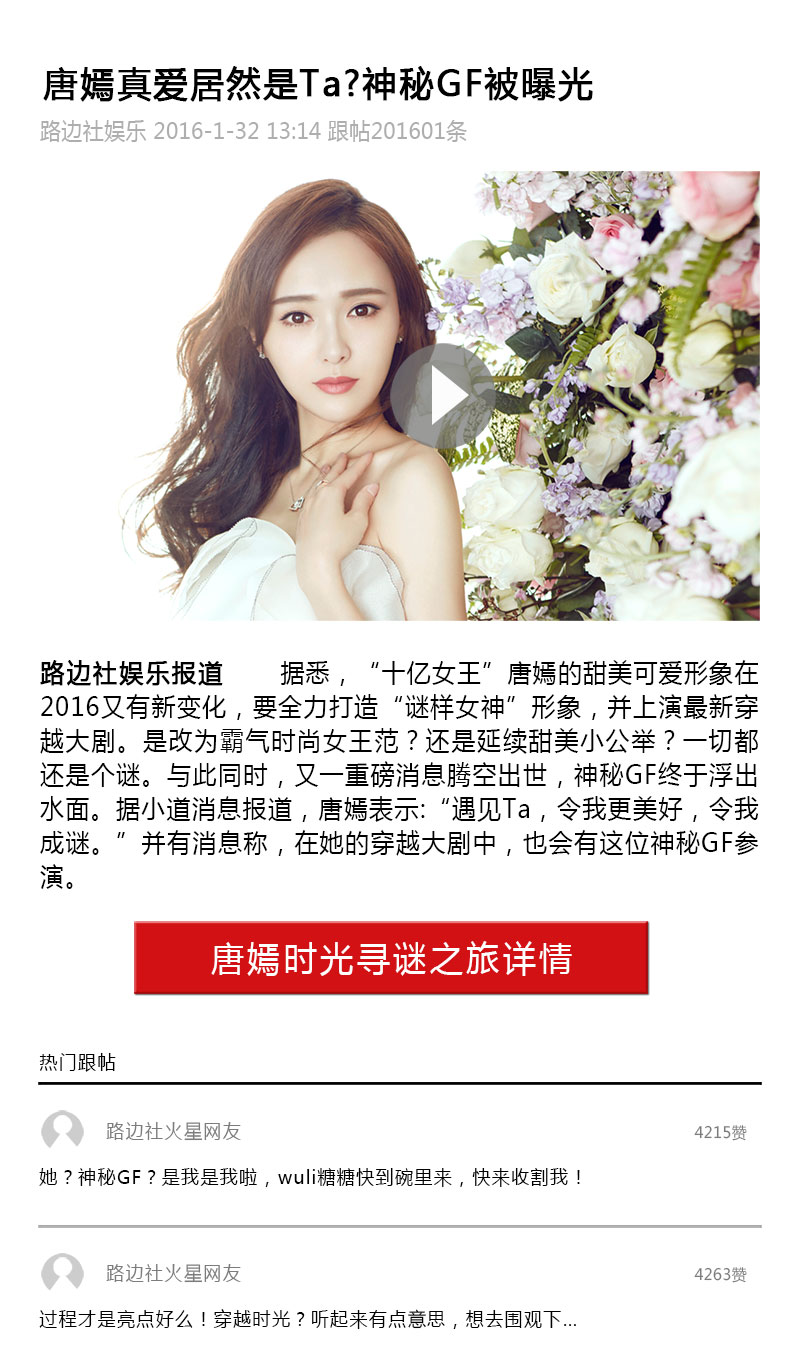 唐嫣真爱居然是Ta?神秘GF被曝光
路边社娱乐 2016-1-32 13:14 跟帖201601条
路边社娱乐报道 据悉，“十亿女王”唐嫣的甜美可爱形象在
2016又有新变化，要全力打造“谜样女神”形象，并上演最新穿
越大剧。是改为霸气时尚女王范？还是延续甜美小公举？一切都
还是个谜。与此同时，又一重磅消息腾空出世，神秘GF终于浮出
水面。据小道消息报道，唐嫣表示:“遇见Ta，令我更美好，令我
成谜。”并有消息称，在她的穿越大剧中，也会有这位神秘GF参
演。
唐嫣时光寻谜之旅详情
热门跟帖
路边社火星网友 4215赞
她？神秘GF？是我是我啦，wuli糖糖快到碗里来，快来收割我！
路边社火星网友 4263赞
过程才是亮点好么！穿越时光？听起来有点意思，想去围观下...